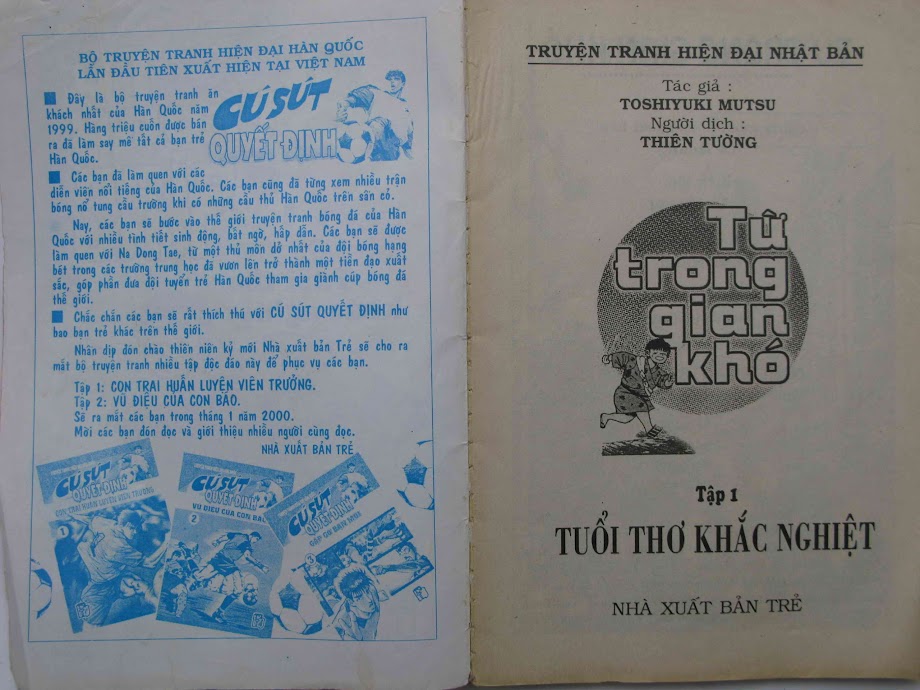 BỘ TRUYỆN TRANH HIỆN ĐẠI HÀN QUỐC
LẦN ĐẦU TIÊN XUẤT HIỆN TẠI VIỆT NAM
Đây là bộ truyện tranh ăn
khách nhất của Hàn Quốc năm
1999. Hàng triệu cuốn được bán
ra đã làm say mê tất cả bạn trẻ
Hàn Quốc.
CÚ SÚT
QUYẾT ĐỊNH
Các bạn đã làm quen với các
diễn viên nổi tiếng của Hàn Quốc. Các bạn cũng đã từng xem nhiều trận
bóng nổ tung cầu trường khi có những cầu thủ Hàn Quốc trên sân cỏ.
Nay, các bạn sẽ bước vào thế giới truyện tranh bóng đá của Hàn
Quốc với nhiều tình tiết sinh động, bất ngờ, hấp dẫn. Các bạn sẽ được
làm quen với Na Dong Tae, từ một thủ môn dở nhất của đội bóng hạng
bét trong các trường trung học đã vươn lên trở thành một tiền đạo xuất
sắc, góp phần đưa đội tuyển trẻ Hàn Quốc tham gia giành cúp bóng đá
thế giới.
Chắc chắn các bạn sẽ rất thích thú với CÚ SÚT QUYẾT ĐỊNH như
bao bạn trẻ khác trên thế giới.
Nhân dịp đón chào thiên niên kỷ mới Nhà xuất bản Trẻ sẽ cho ra
mắt bộ truyện tranh nhiều tập độc đáo này để phục vụ các bạn.
Tập 1: CON TRAI HUẤN LUYỆN VIÊN TRƯỞNG.
Tập 2: VŨ ĐIỆU CỦA CON BÁO.
Sẽ ra mắt các bạn trong tháng 1 năm 2000.
Mời các bạn đón đọc và giới thiệu nhiều người cùng đọc.
NHÀ XUẤT BẢN TRẺ
CÚ SÚT
QUYẾT ĐỊNH
CON TRAI HUẤN LUYỆN VIÊN TRƯỞNG
1
CÚ SÚT
QUYẾT ĐỊNH
VŨ ĐIỆU CỦA CON BÁO
2
CÚ SÚT
QUYẾT ĐỊNH
3
TRUYỆN TRANH HIỆN ĐẠI NHẬT BẢN
Tác giả :
TOSHIYUKI MUTSU
Người dịch :
THIÊN TƯỜNG
Từ
trong
gian
khó
Tập 1
TUỔI THƠ KHẮC NGHIỆT
NHÀ XUẤT BẢN TRẺ